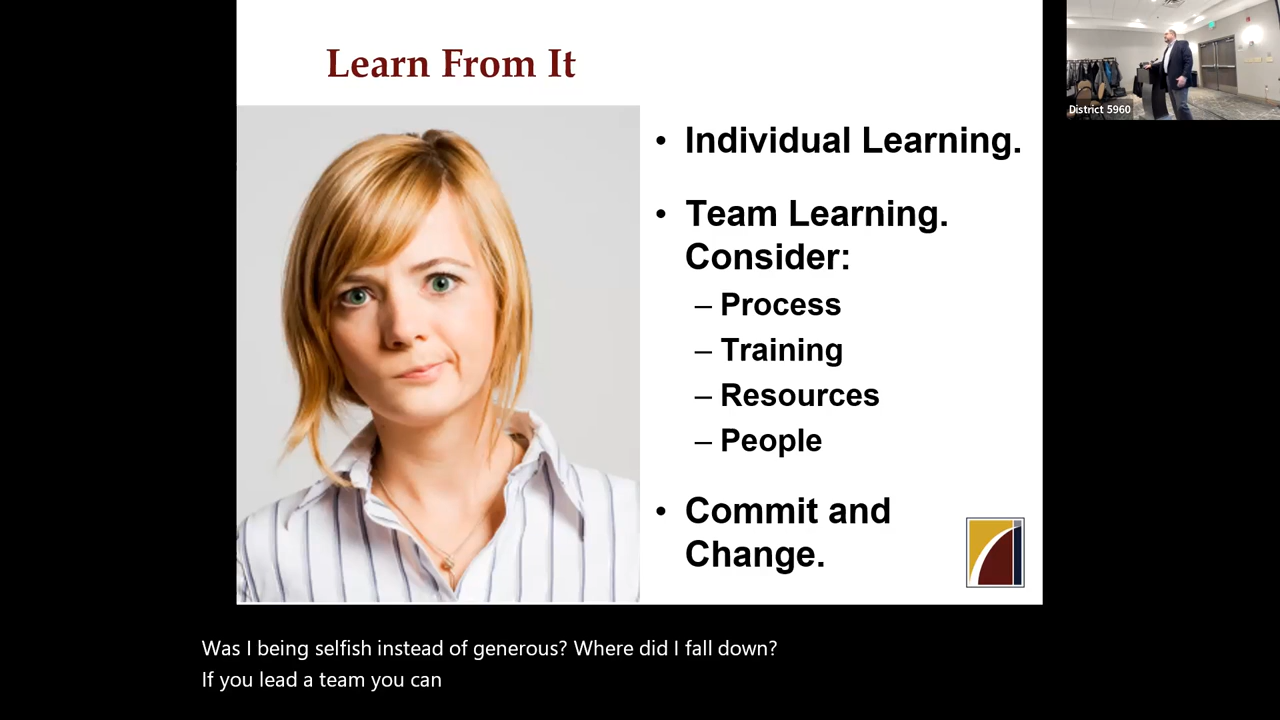 Learn From It
• Individual Learning.
• Team Learning.
Consider:
– Process
– Training
– Resources
– People
• Commit and
Change.
District 5960
Was I being selfish instead of generous? Where did I fall down?
If you lead a team you can